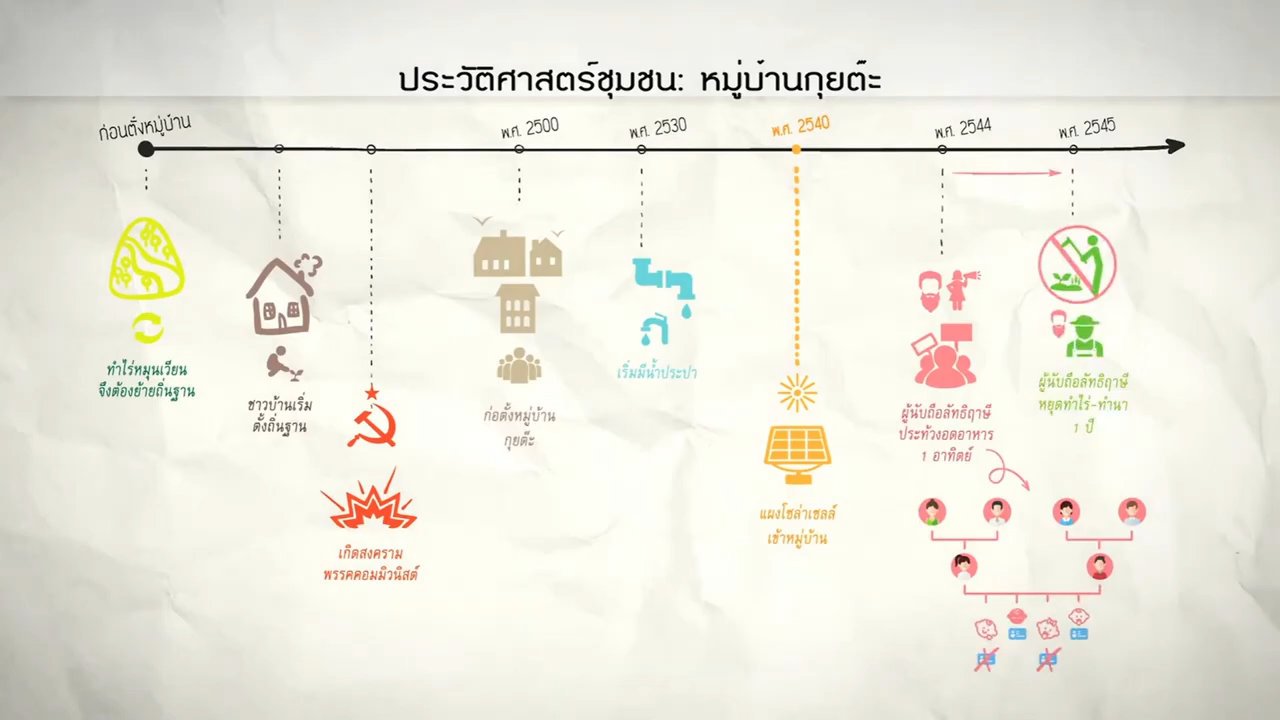 ประวัติศาสตร์ชุมชน: หมู่บ้านกุยต๊ะ
ก่อนตั้งหมู่บ้าน
พ.ศ. 2500
พ.ศ. 2530
พ.ศ. 2540
พ.ศ. 2544
พ.ศ. 2545
ทำไร่หมุนเวียน
จึงต้องย้ายถิ่นฐาน
ชาวบ้านเริ่ม
ตั้งถิ่นฐาน
เกิดสงคราม
พรรคคอมมิวนิสต์
ก่อตั้งหมู่บ้าน
กุยต๊ะ
เริ่มมีน้ำประปา
แผงโซล่าเซลล์
เข้าหมู่บ้าน
ผู้นับถือลัทธิฤาษี
ประท้วงอดอาหาร
1 อาทิตย์
ผู้นับถือลัทธิฤาษี
หยุดทำไร่-ทำนา
1 ปี